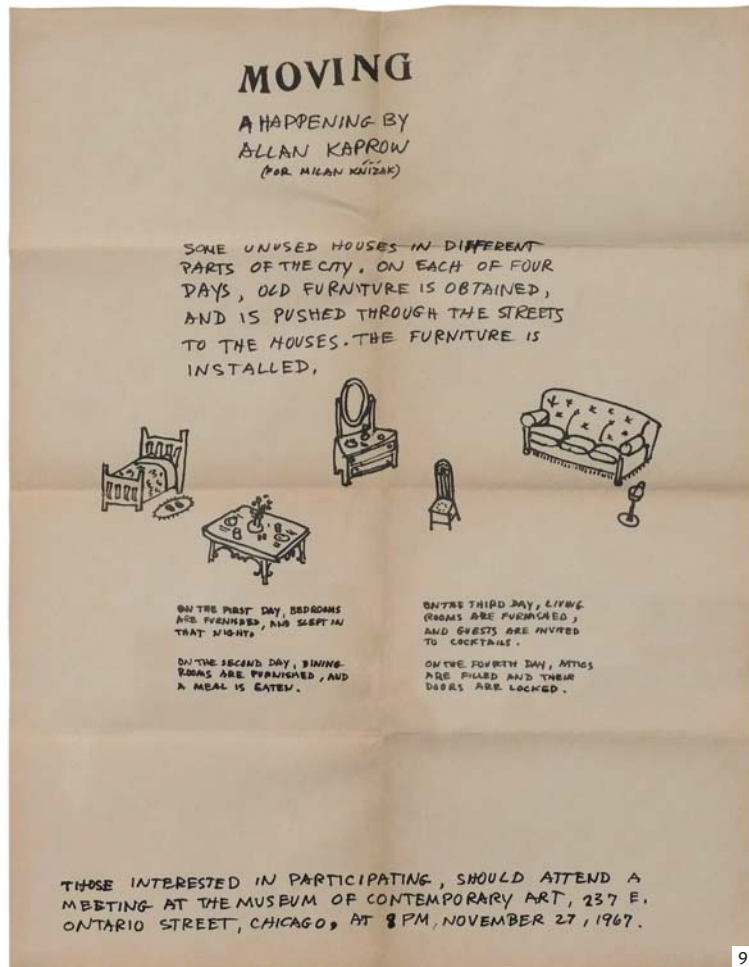 MOVING
A HAPPENING BY
ALLAN KAPROW
(FOR MILAN KNÍŽAK)
SOME UNUSED HOUSES IN DIFFERENT
PARTS OF THE CITY. ON EACH OF FOUR
DAYS, OLD FURNITURE IS OBTAINED,
AND IS PUSHED THROUGH THE STREETS
TO THE HOUSES. THE FURNITURE IS
INSTALLED.
ON THE FIRST DAY, BEDROOMS
ARE FURNISHED, AND SLEPT IN
THAT NIGHT.
ON THE SECOND DAY, DINING
ROOMS ARE FURNISHED, AND
A MEAL IS EATEN.
ON THE THIRD DAY, LIVING
ROOMS ARE FURNISHED,
AND GUESTS ARE INVITED
TO COCKTAILS.
ON THE FOURTH DAY, ATTICS
ARE FILLED AND THEIR
DOORS ARE LOCKED.
THOSE INTERESTED IN PARTICIPATING, SHOULD ATTEND A
MEETING AT THE MUSEUM OF CONTEMPORARY ART, 237 E.
ONTARIO STREET, CHICAGO, AT 8 PM, NOVEMBER 27, 1967.
9